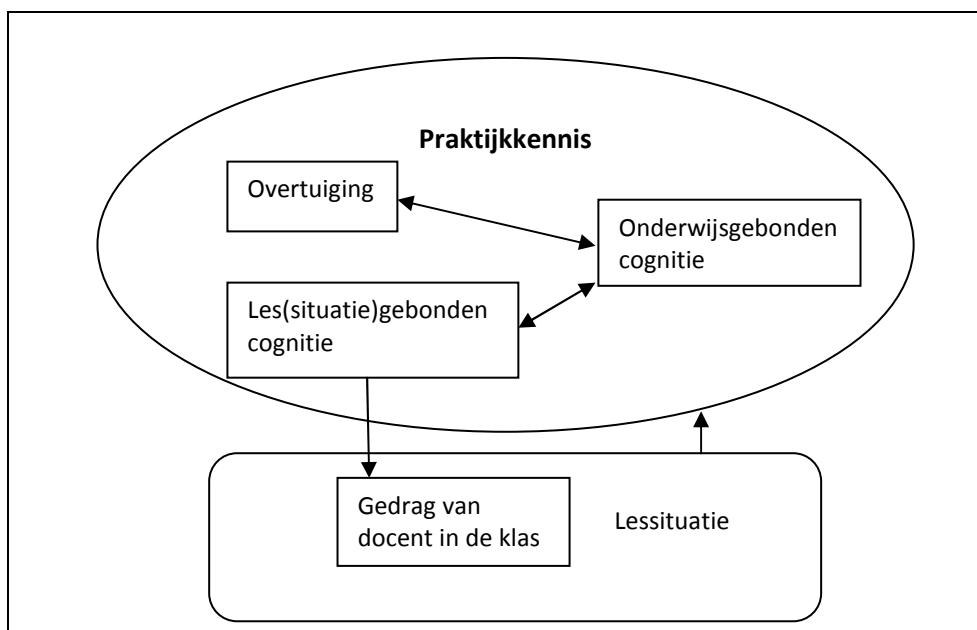 Praktijkkennis
Overtuiging
Onderwijsgebonden
cognitie
Les(situatie)gebonden
cognitie
Gedrag van
docent in de klas
Lessituatie